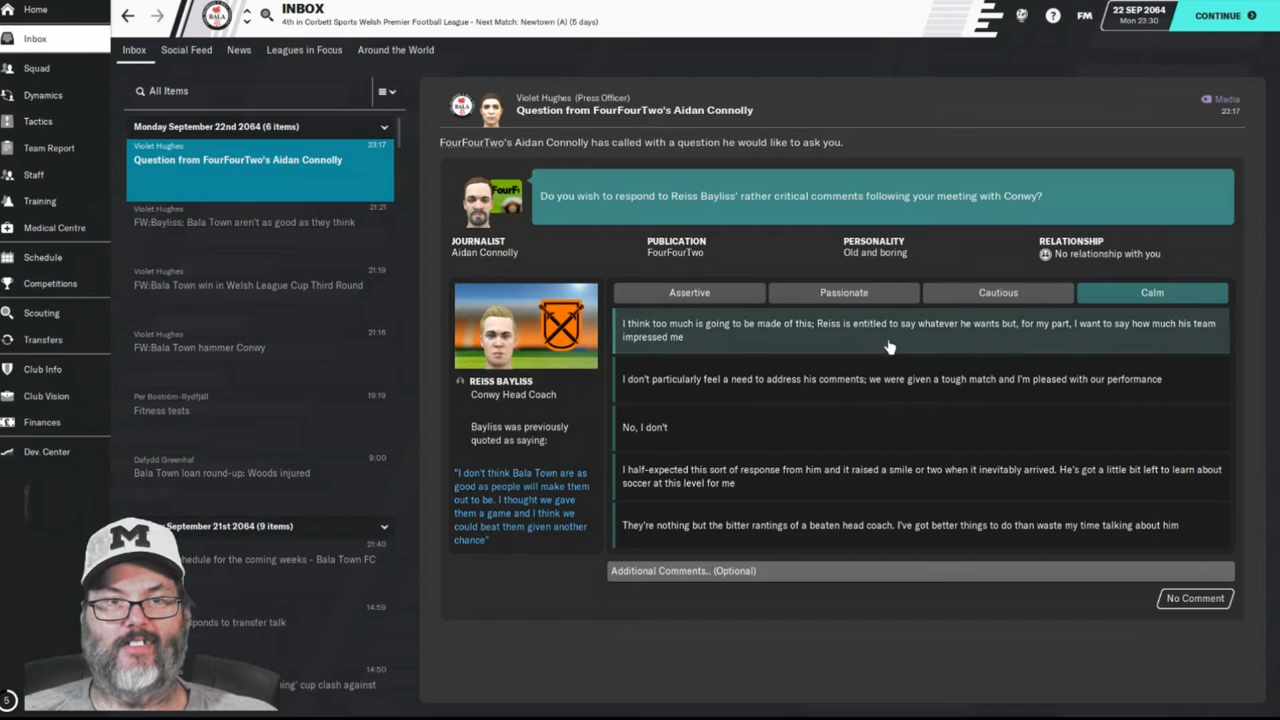 Home
Inbox
Squad
Dynamics
Tactics
Team Report
Staff
Training
Medical Centre
Schedule
Competitions
Scouting
Transfers
Club Info
Club Vision
Finances
Dev. Center
5
BALA
INBOX
4th in Corbett Sports Welsh Premier Football League - Next Match: Newtown (A) (5 days)
FM
22 SEP 2064
Mon 23:30
CONTINUE
Inbox
Social Feed
News
Leagues in Focus
Around the World
All Items
Monday September 22nd 2064 (6 items)
Violet Hughes
23:17
Question from FourFourTwo's Aidan Connolly
Violet Hughes
21:21
FW:Bayliss: Bala Town aren't as good as they think
Violet Hughes
21:19
FW:Bala Town win in Welsh League Cup Third Round
Violet Hughes
21:16
FW:Bala Town hammer Conwy
Per Boström-Rydfjäll
19:19
Fitness tests
Dafydd Greenhaf
9:00
Bala Town loan round-up: Woods injured
September 21st 2064 (9 items)
21:40
hedule for the coming weeks - Bala Town FC
14:59
ponds to transfer talk
14:50
ing' cup clash against
M
BALA
Violet Hughes (Press Officer)
Question from FourFourTwo's Aidan Connolly
Media
23:17
FourFourTwo's Aidan Connolly has called with a question he would like to ask you.
FourF
Do you wish to respond to Reiss Bayliss' rather critical comments following your meeting with Conwy?
JOURNALIST
Aidan Connolly
PUBLICATION
FourFourTwo
PERSONALITY
Old and boring
RELATIONSHIP
No relationship with you
REISS BAYLISS
Conwy Head Coach
Bayliss was previously
quoted as saying:
"I don't think Bala Town are as
good as people will make them
out to be. I thought we gave
them a game and I think we
could beat them given another
chance"
Assertive
Passionate
Cautious
Calm
I think too much is going to be made of this; Reiss is entitled to say whatever he wants but, for my part, I want to say how much his team
impressed me
I don't particularly feel a need to address his comments; we were given a tough match and I'm pleased with our performance
No, I don't
I half-expected this sort of response from him and it raised a smile or two when it inevitably arrived. He's got a little bit left to learn about
soccer at this level for me
They're nothing but the bitter rantings of a beaten head coach. I've got better things to do than waste my time talking about him
Additional Comments.. (Optional)
No Comment